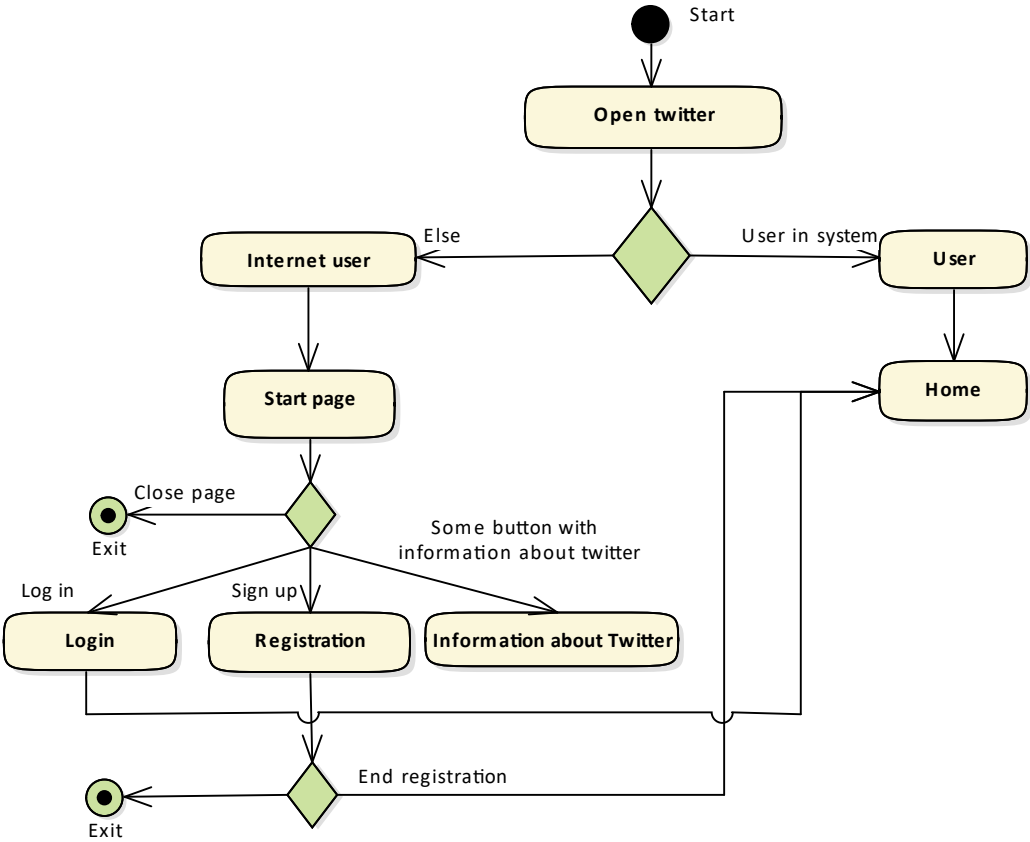 Start
Open twitter
Else
User in system
Internet user
User
Start page
Home
Close page
Exit
Some button with
information about twitter
Log in
Sign up
Login
Registration
Information about Twitter
End registration
Exit